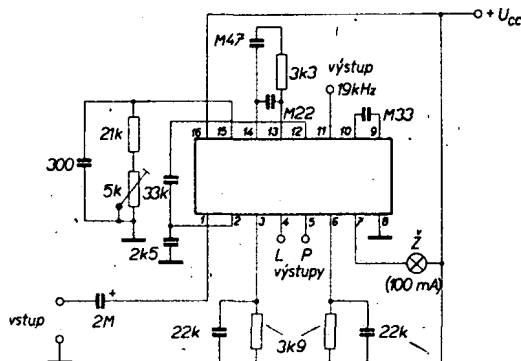 + Ucc
M47
3k3
výstup
19kHz
M22
M33
16 15 14 13 12 11 10 9
21k
300
5k
33k
1 2 3 4 5 6 7 8
2k5
L P
výstupy
Ž
(100 mA)
vstup
+
2M
22k
3k9
22k